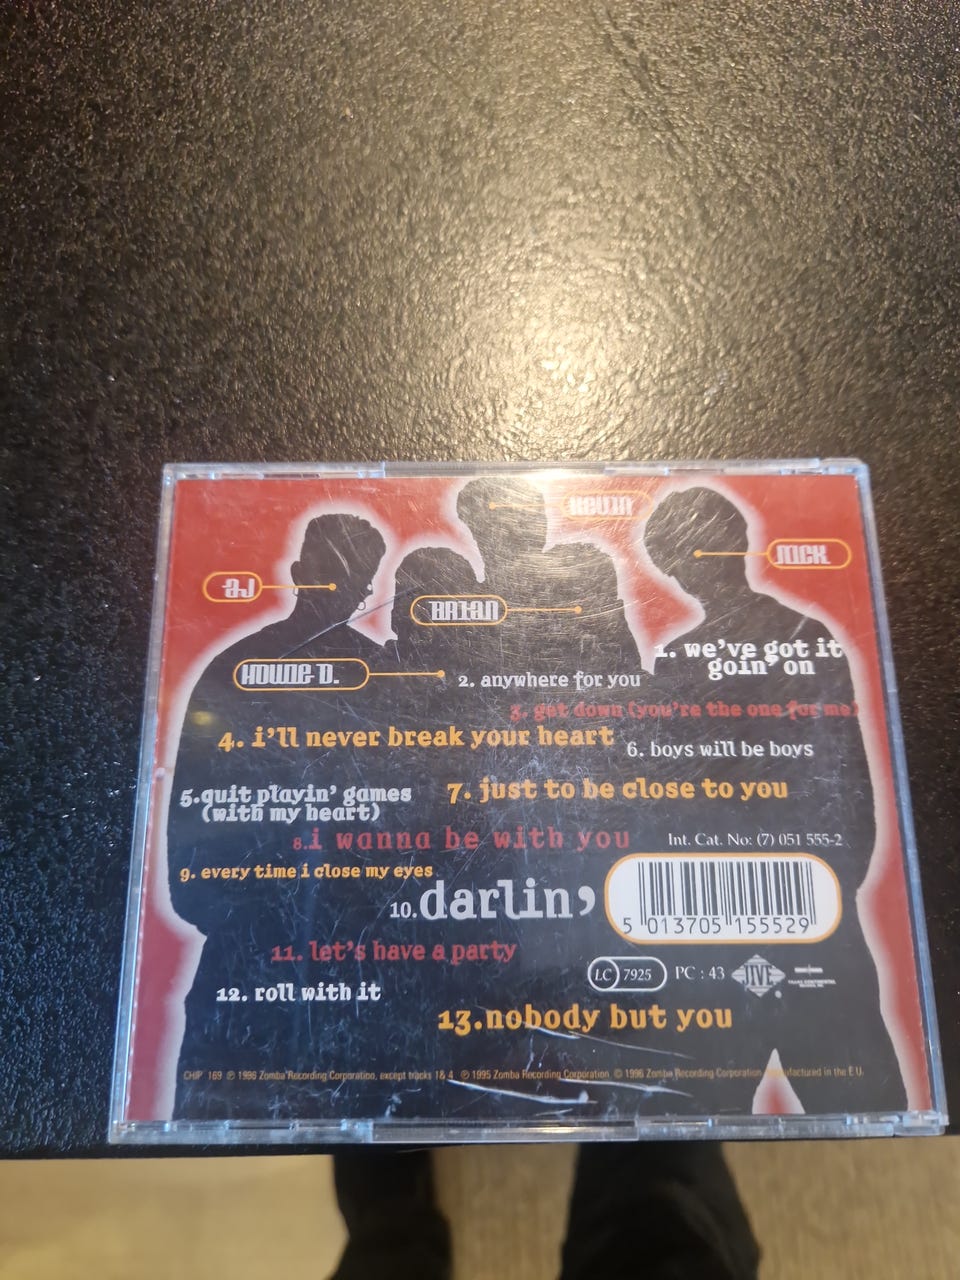 KEVIN
NICK
AJ
BRIAN
HOWIE D.
1. we've got it
goin' on
2. anywhere for you
3. get down (you're the one for me)
4. i'll never break your heart
6. boys will be boys
5.quit playin' games
(with my heart)
7. just to be close to you
8.i wanna be with you
Int. Cat. No: (7) 051 555-2
9. every time i close my eyes
10.darlin'
5 013705 155529
11. let's have a party
LC 7925
PC : 43
JIVE
TRANS CONTINENTAL
12. roll with it
13.nobody but you
CHIP 169 ℗ 1996 Zomba Recording Corporation, except tracks 1& 4 ℗ 1995 Zomba Recording Corporation © 1996 Zomba Recording Corporation manufactured in the E.U.